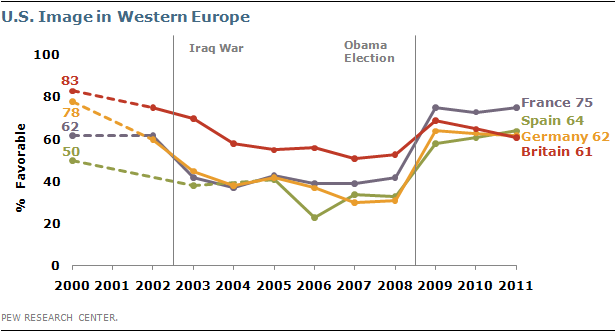 U.S. Image in Western Europe
100
80
60
40
20
0
% Favorable
Iraq War
Obama
Election
83
78
62
50
France 75
Spain 64
Germany 62
Britain 61
2000 2001 2002 2003 2004 2005 2006 2007 2008 2009 2010 2011
PEW RESEARCH CENTER.